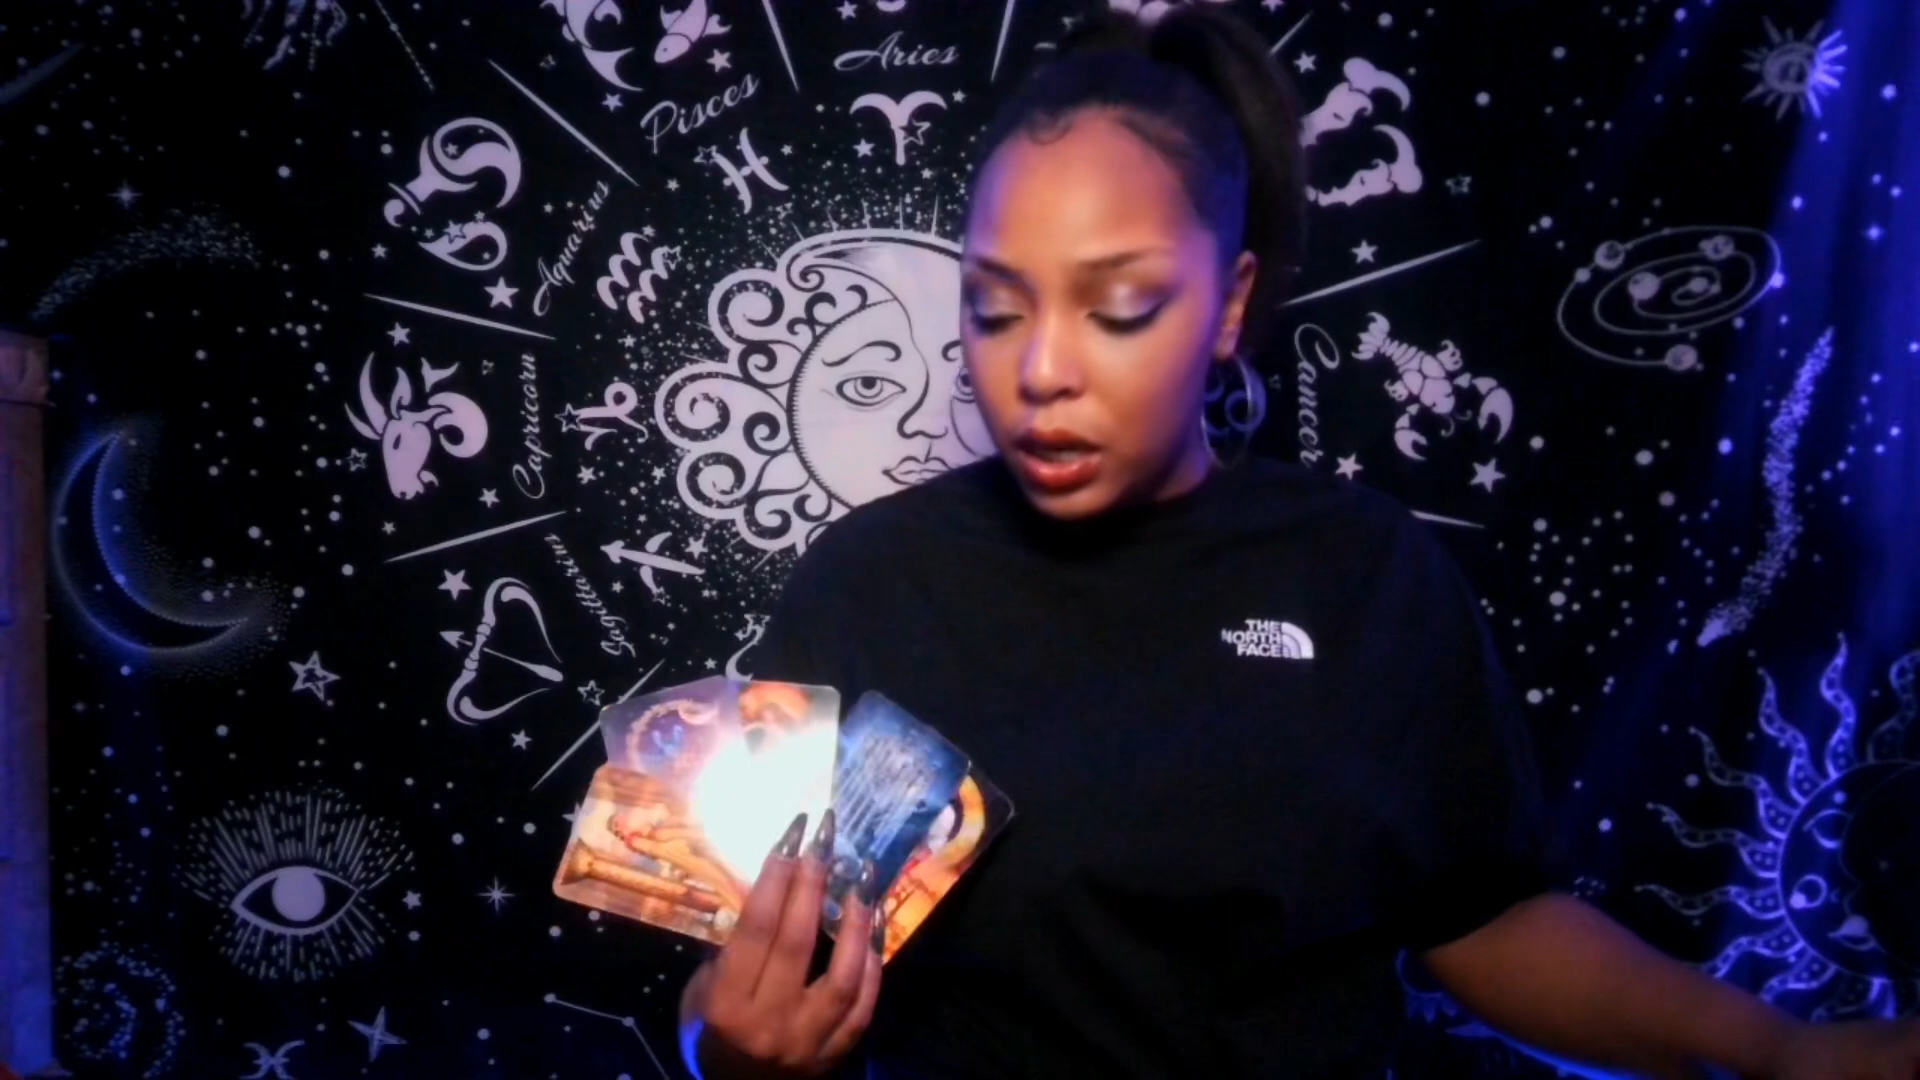 Aries
Pisces
Aquarius
Capricorn
Cancer
Sagittarius
THE
NORTH
FACE